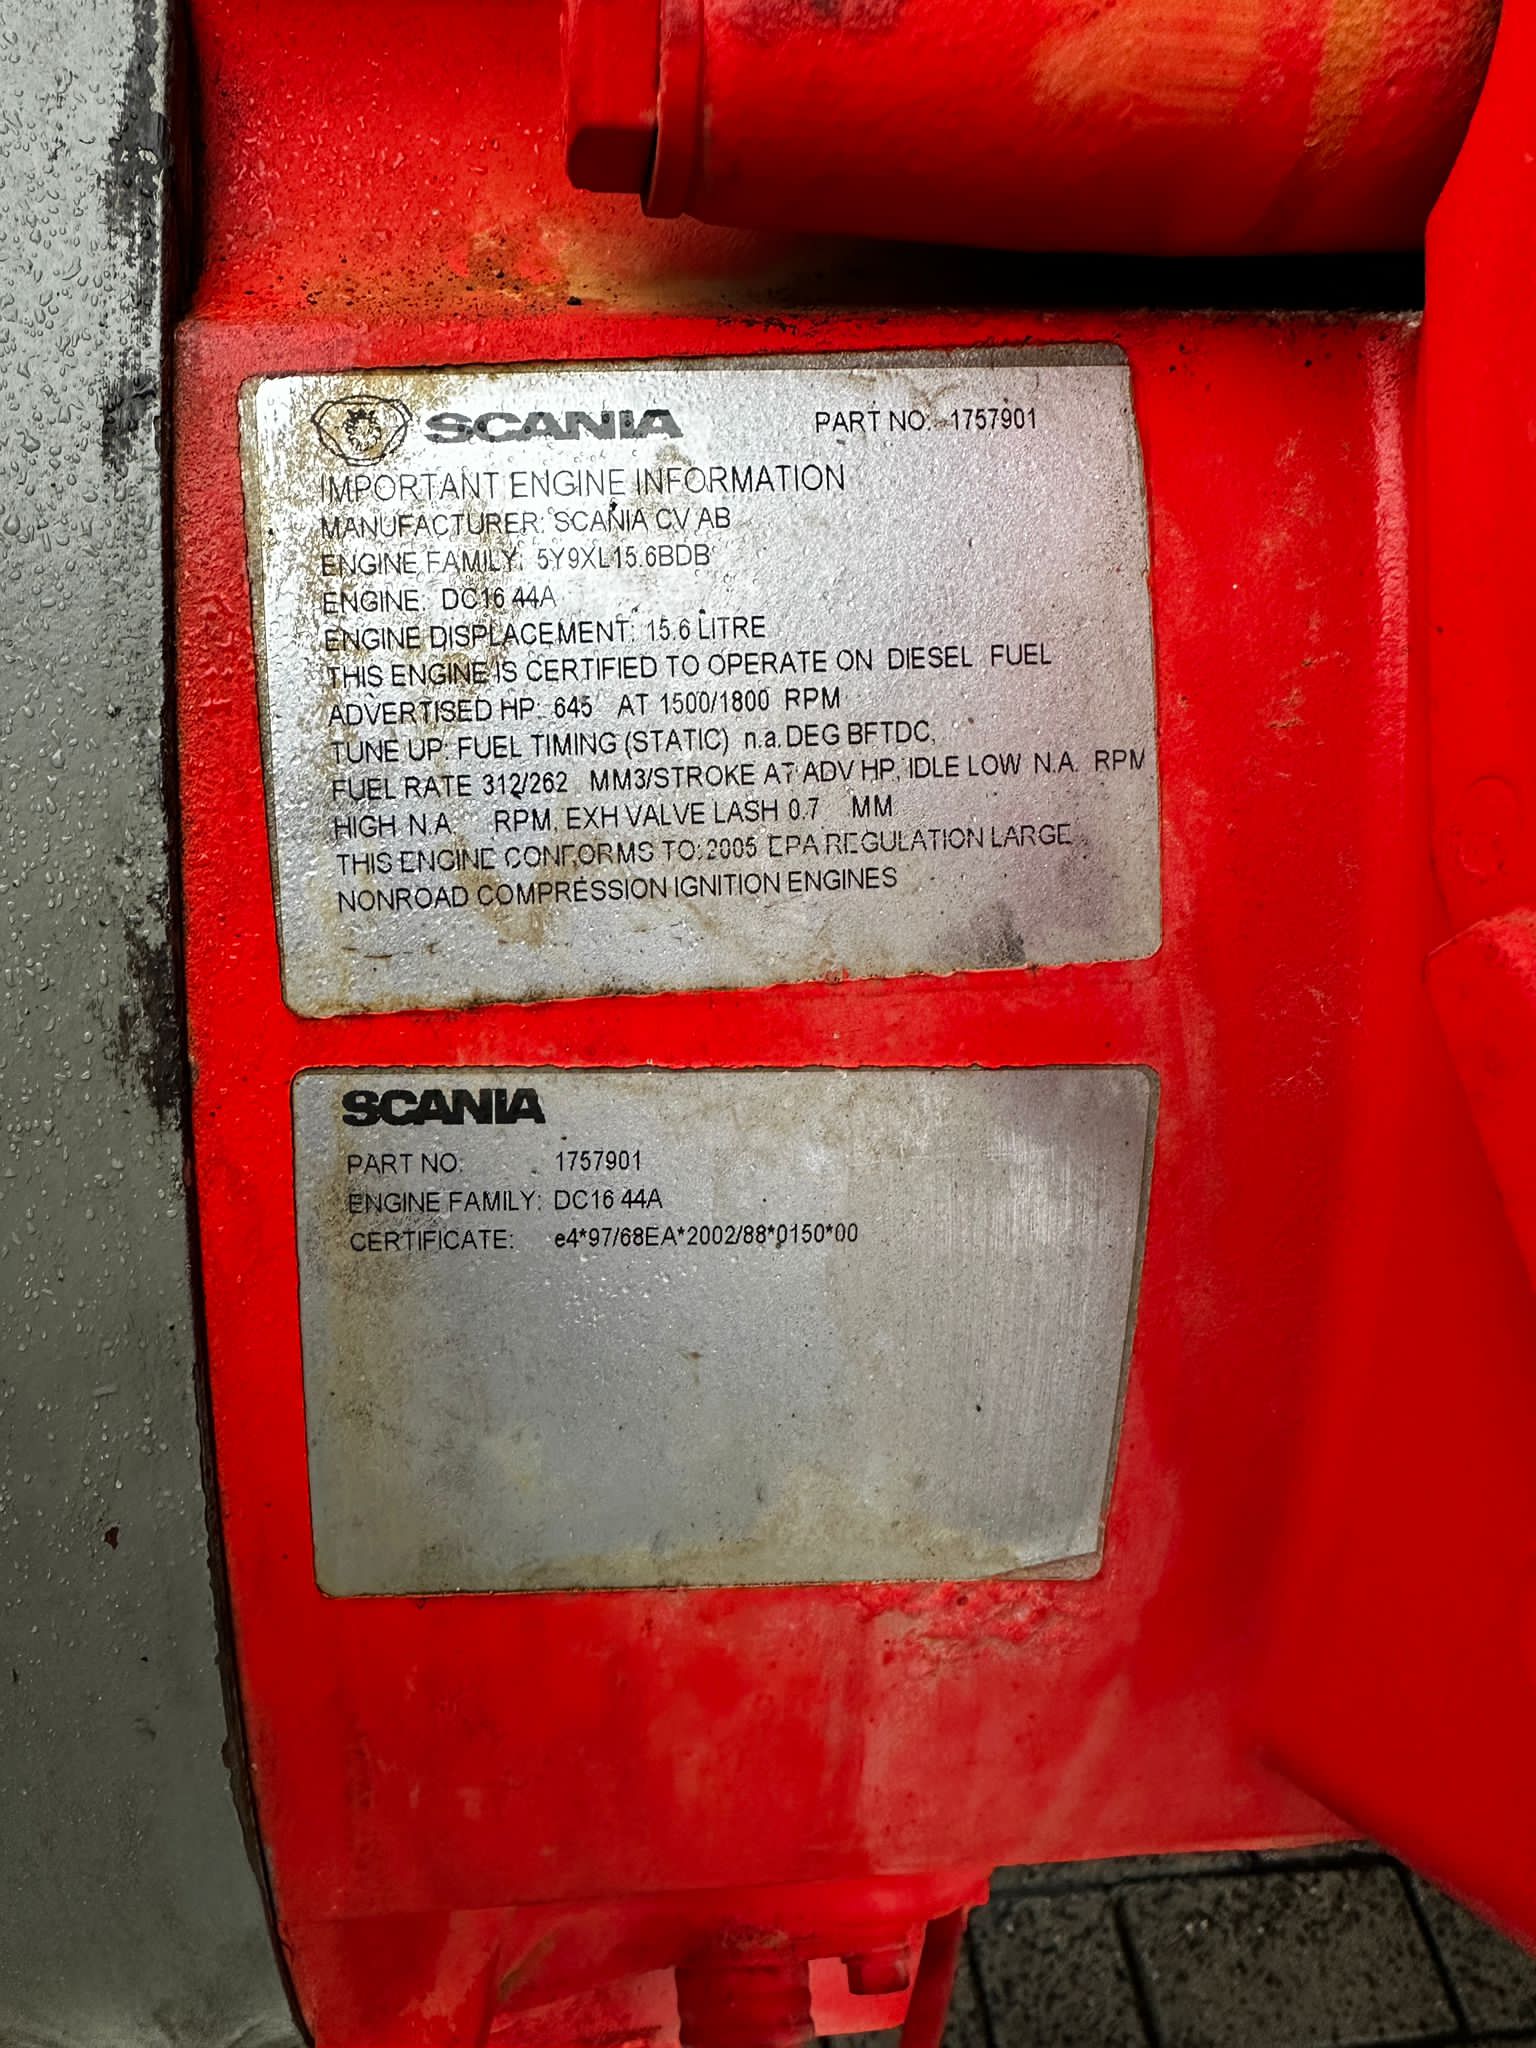 SCANIA PART NO: 1757901
IMPORTANT ENGINE INFORMATION
MANUFACTURER: SCANIA CV AB
ENGINE FAMILY: 5Y9XL15.6BDB
ENGINE: DC16 44A
ENGINE DISPLACEMENT: 15.6 LITRE
THIS ENGINE IS CERTIFIED TO OPERATE ON DIESEL FUEL
ADVERTISED HP: 645 AT 1500/1800 RPM
TUNE UP: FUEL TIMING (STATIC) n.a. DEG BFTDC,
FUEL RATE 312/262 MM3/STROKE AT ADV HP, IDLE LOW N.A. RPM
HIGH N.A. RPM, EXH VALVE LASH 0.7 MM
THIS ENGINE CONFORMS TO: 2005 EPA REGULATION LARGE
NONROAD COMPRESSION IGNITION ENGINES
SCANIA
PART NO: 1757901
ENGINE FAMILY: DC16 44A
CERTIFICATE: e4*97/68EA*2002/88*0150*00